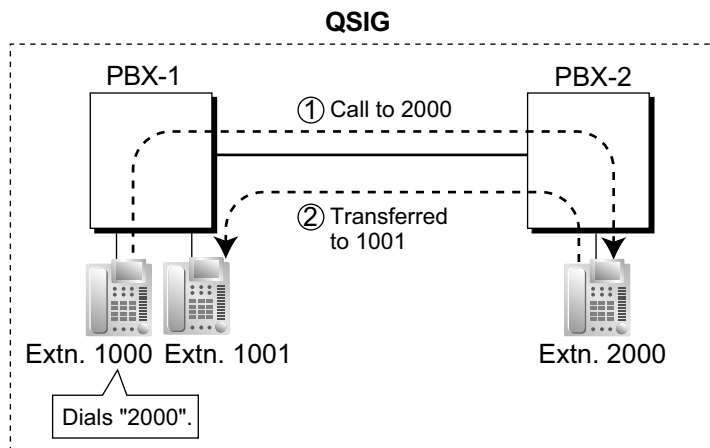 QSIG
PBX-1
PBX-2
① Call to 2000
② Transferred
to 1001
Extn. 1000
Extn. 1001
Extn. 2000
Dials "2000".